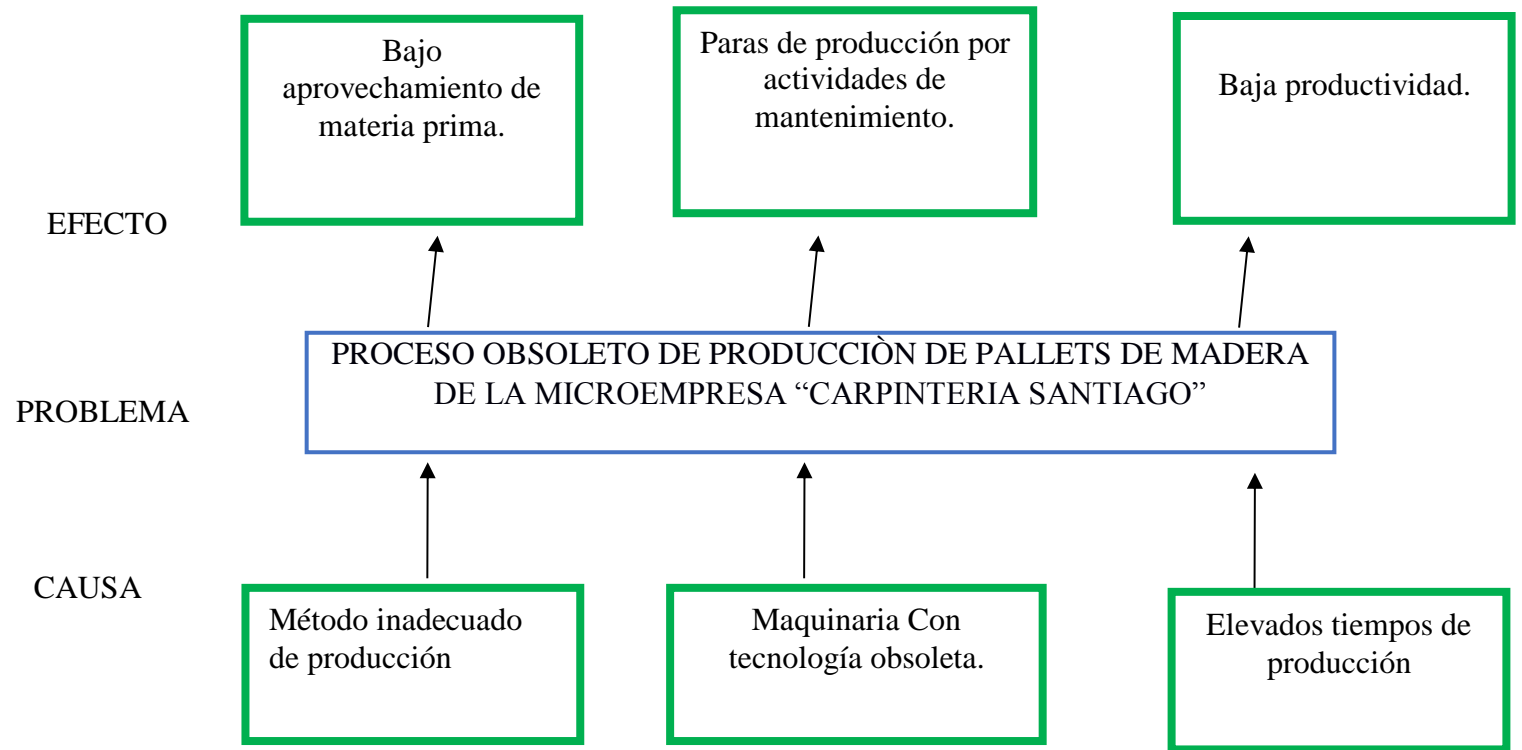 Bajo
aprovechamiento de
materia prima.
Paras de producción por
actividades de
mantenimiento.
Baja productividad.
EFECTO
PROCESO OBSOLETO DE PRODUCCIÒN DE PALLETS DE MADERA
DE LA MICROEMPRESA “CARPINTERIA SANTIAGO”
PROBLEMA
CAUSA
Método inadecuado
de producción
Maquinaria Con
tecnología obsoleta.
Elevados tiempos de
producción